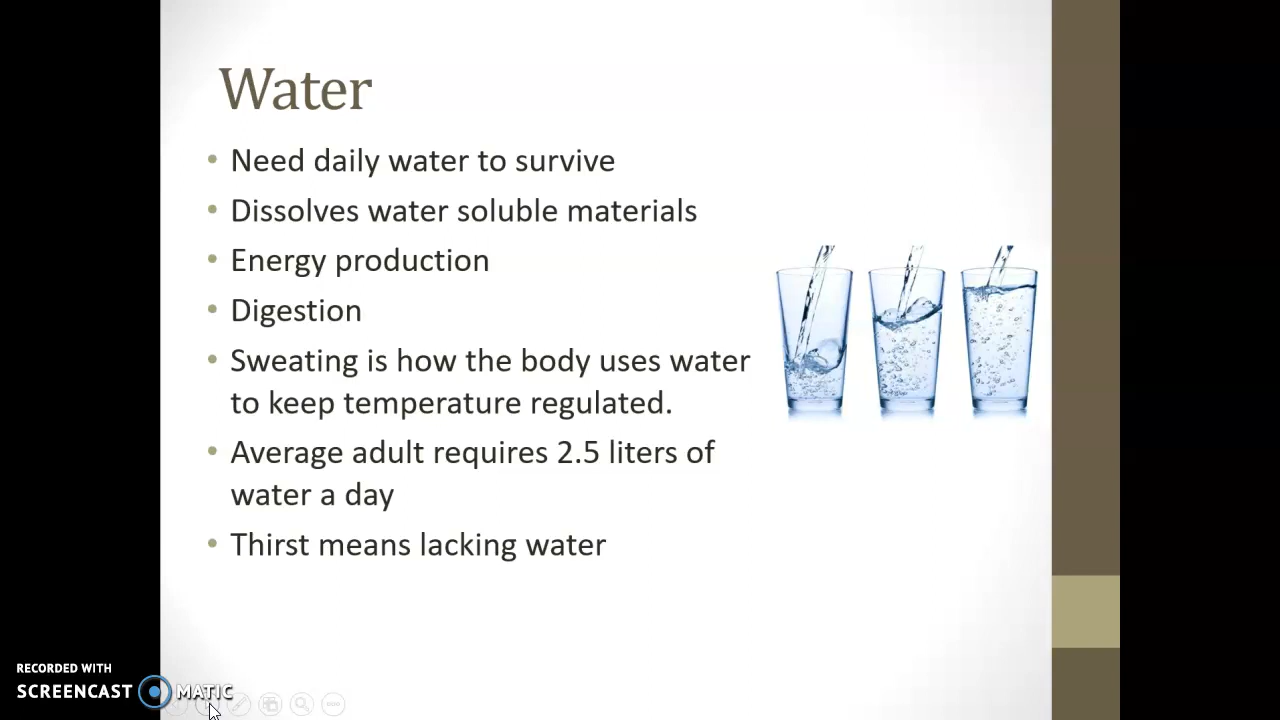 Water
• Need daily water to survive
• Dissolves water soluble materials
• Energy production
• Digestion
• Sweating is how the body uses water
to keep temperature regulated.
• Average adult requires 2.5 liters of
water a day
• Thirst means lacking water
RECORDED WITH
SCREENCAST MATIC